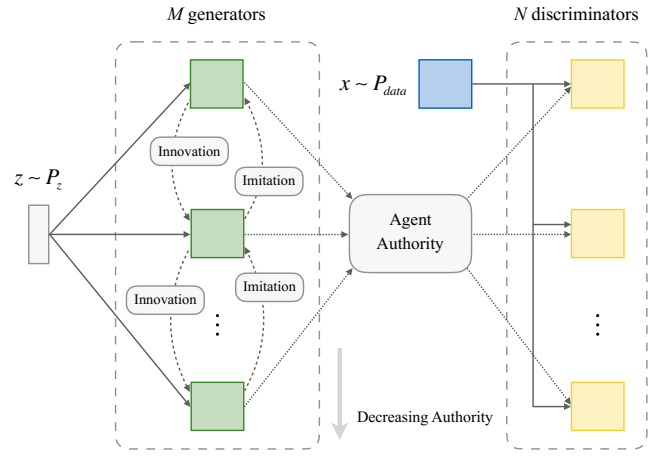 M generators
N discriminators
x ~ P_data
Innovation
Imitation
z ~ P_z
Agent
Authority
Innovation
Imitation
⋮
⋮
Decreasing Authority